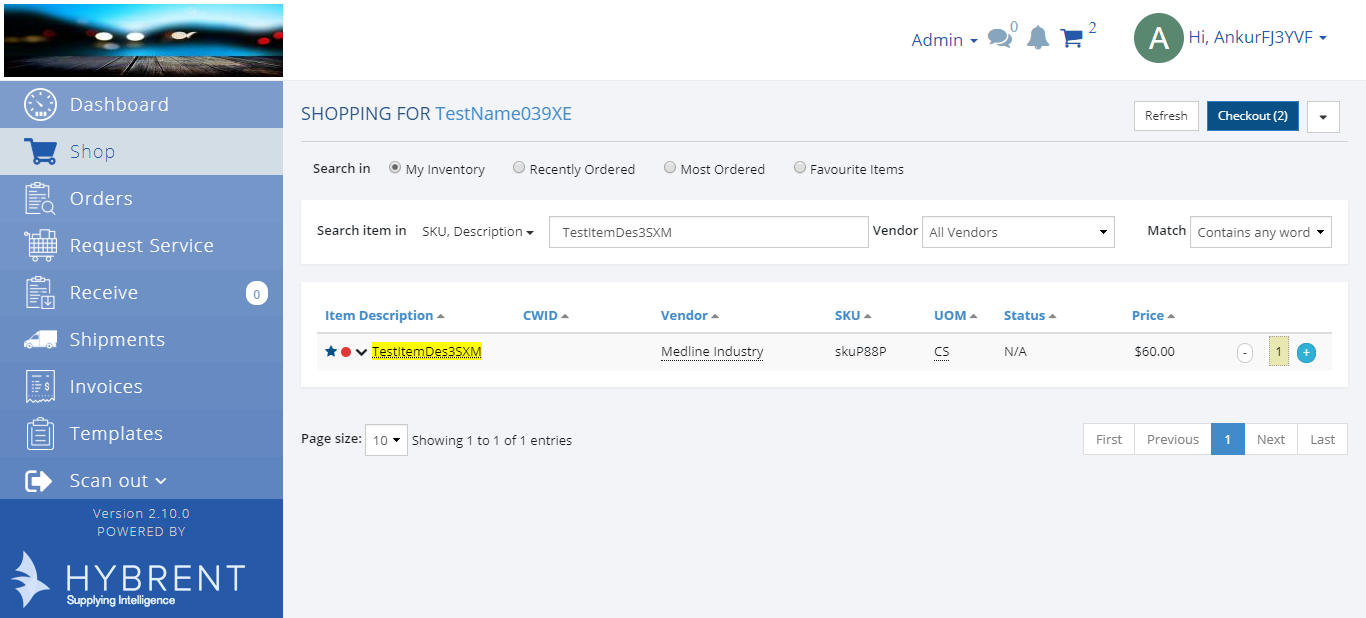 Admin 0 2 A Hi, AnkurFJ3YVF
Dashboard
Shop
Orders
Request Service
Receive 0
Shipments
Invoices
Templates
Scan out
Version 2.10.0
POWERED BY
HYBRENT
Supplying Intelligence
SHOPPING FOR TestName039XE Refresh Checkout (2)
Search in My Inventory Recently Ordered Most Ordered Favourite Items
Search item in SKU, Description TestItemDes3SXM Vendor All Vendors Match Contains any word
Item Description CWID Vendor SKU UOM Status Price
TestItemDes3SXM Medline Industry skuP88P CS N/A $60.00 - 1 +
Page size: 10 Showing 1 to 1 of 1 entries First Previous 1 Next Last